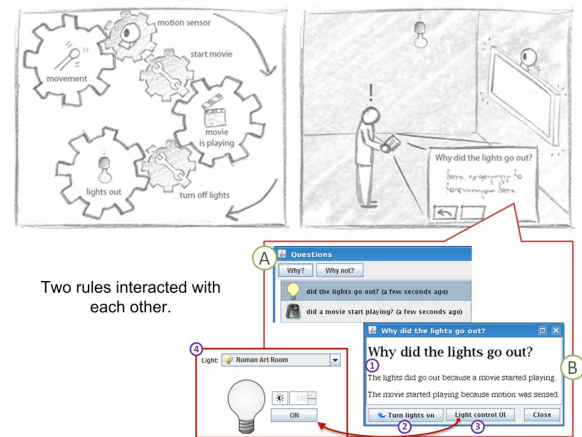 motion sensor
movement
start movie
movie
is playing
lights out
turn off lights
!
Why did the lights go out?
Two rules interacted with
each other.
A
Questions
Why?
Why not?
did the lights go out? (a few seconds ago)
did a movie start playing? (a few seconds ago)
B
Why did the lights go out?
Why did the lights go out?
1
The lights did go out because a movie started playing.
The movie started playing because motion was sensed.
Turn lights on
Light control UI
Close
2
3
4
Light:
Roman Art Room
100
ON